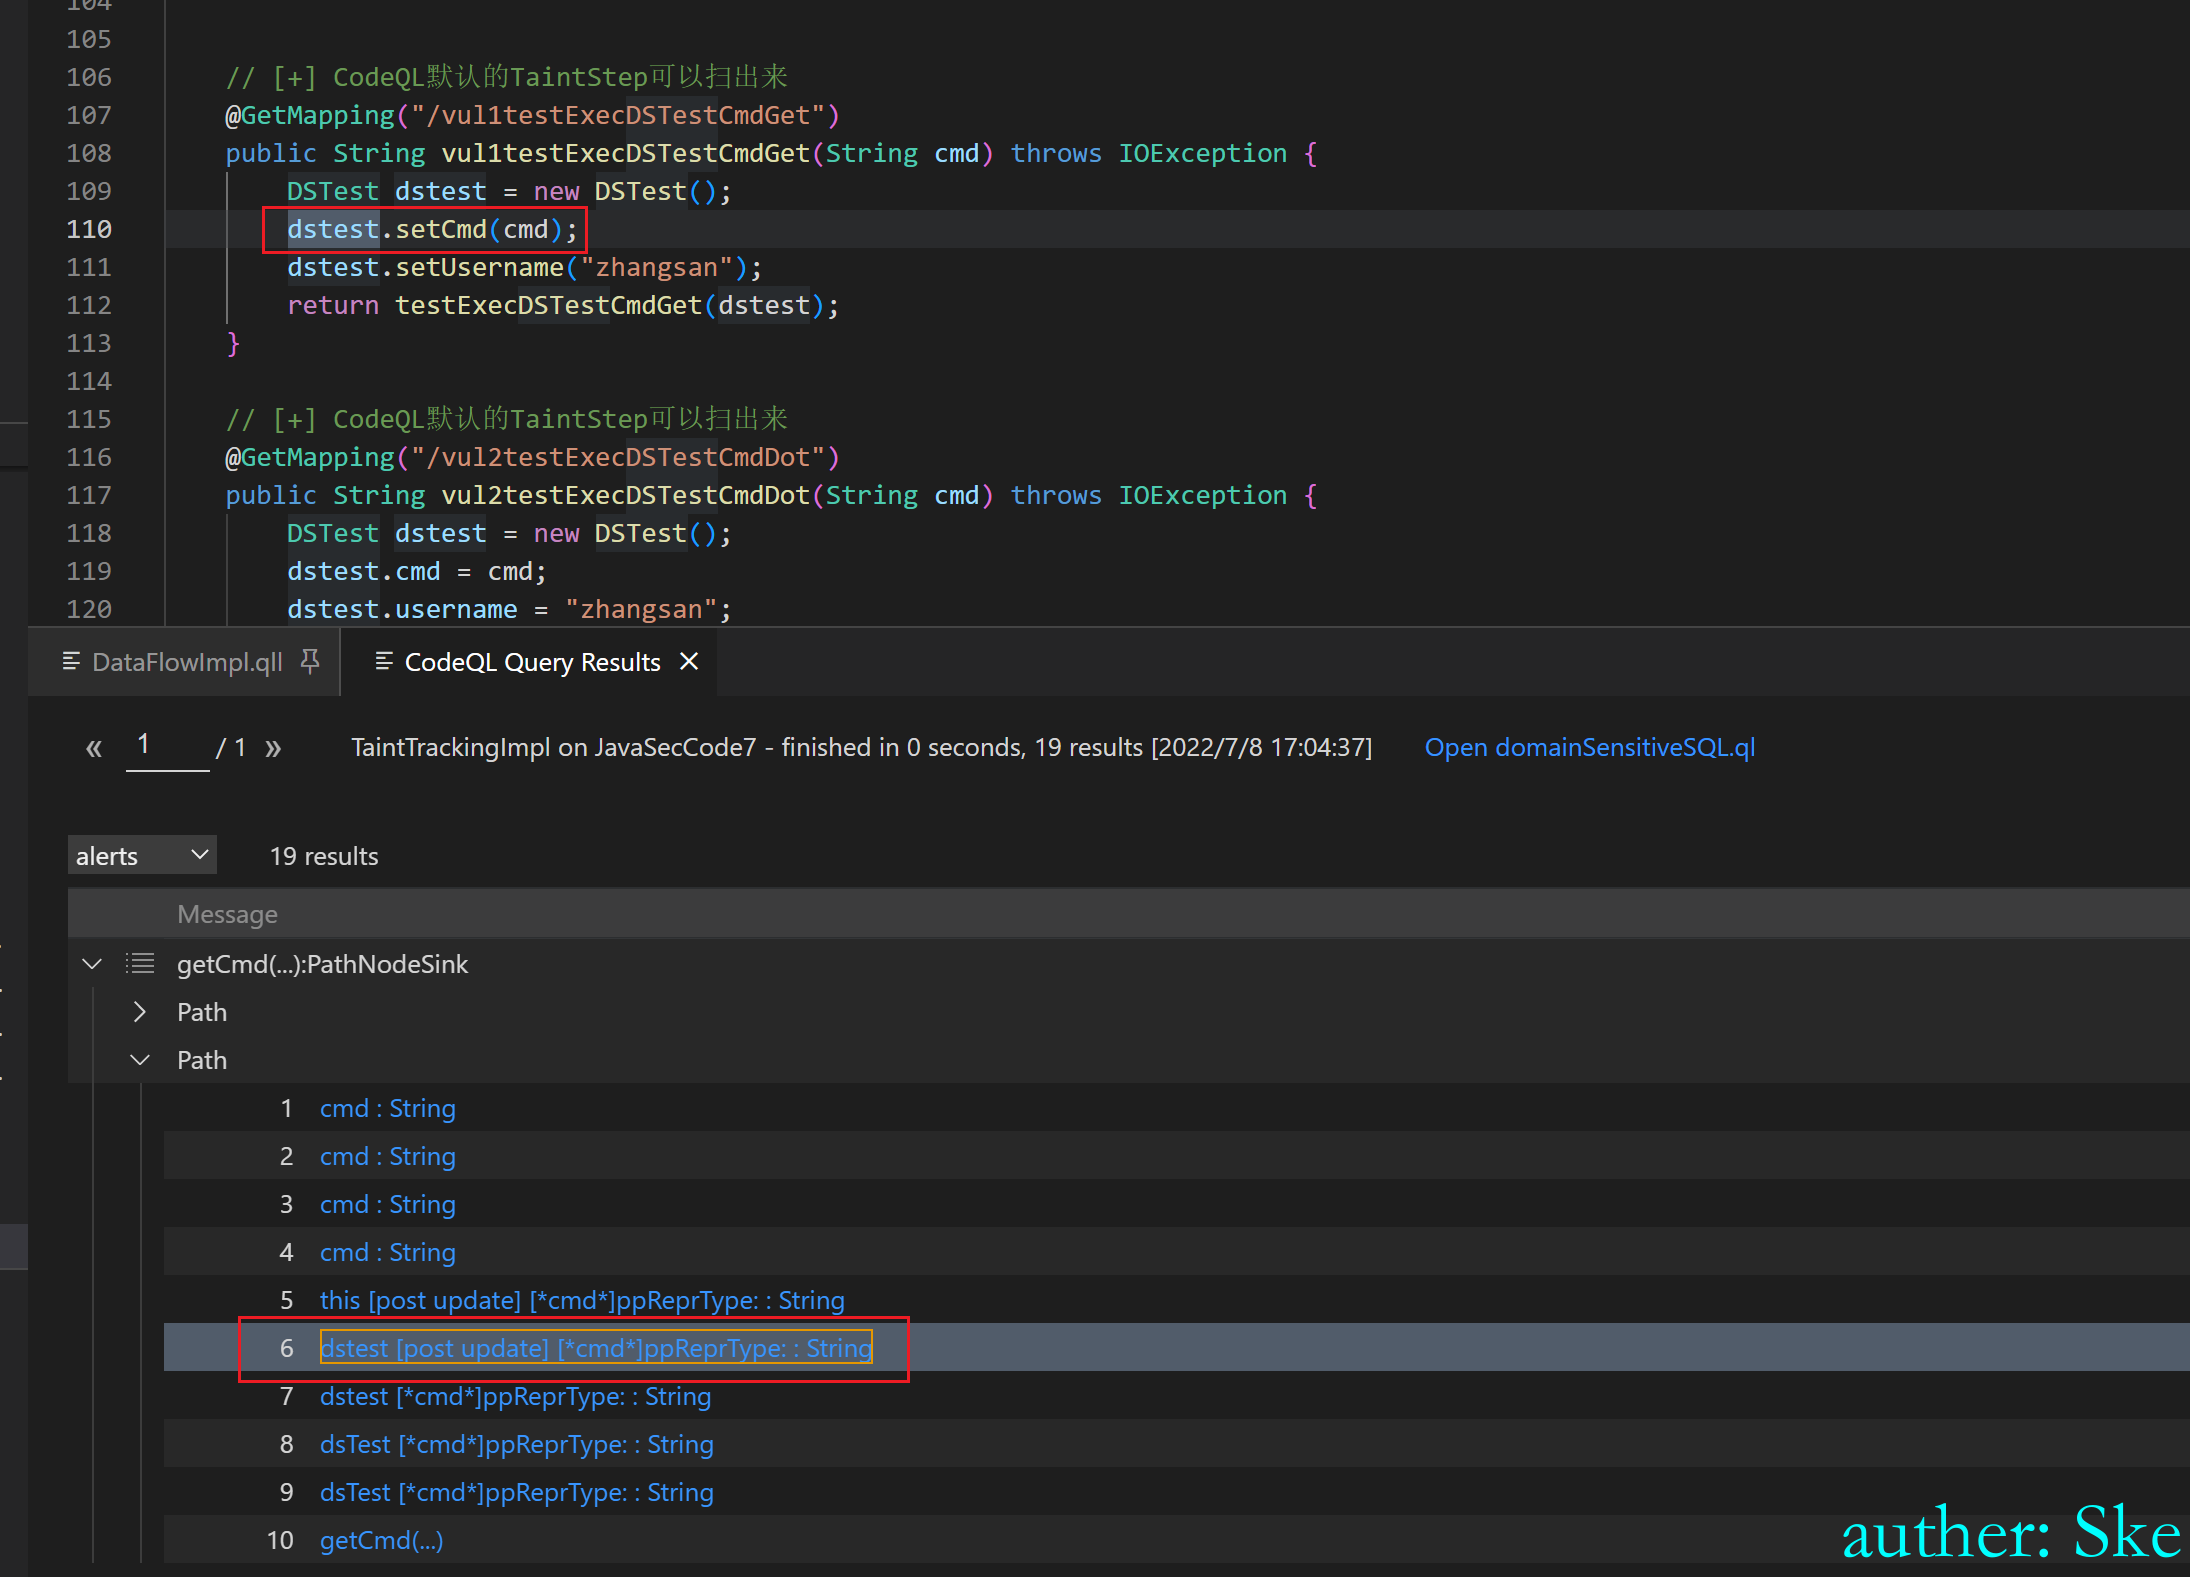 104
105
106 // [+] CodeQL默认的TaintStep可以扫出来
107 @GetMapping("/vul1testExecDSTestCmdGet")
108 public String vul1testExecDSTestCmdGet(String cmd) throws IOException {
109 DSTest dstest = new DSTest();
110 dstest.setCmd(cmd);
111 dstest.setUsername("zhangsan");
112 return testExecDSTestCmdGet(dstest);
113 }
114
115 // [+] CodeQL默认的TaintStep可以扫出来
116 @GetMapping("/vul2testExecDSTestCmdDot")
117 public String vul2testExecDSTestCmdDot(String cmd) throws IOException {
118 DSTest dstest = new DSTest();
119 dstest.cmd = cmd;
120 dstest.username = "zhangsan";
DataFlowImpl.qll CodeQL Query Results
« 1 / 1 » TaintTrackingImpl on JavaSecCode7 - finished in 0 seconds, 19 results [2022/7/8 17:04:37] Open domainSensitiveSQL.ql
alerts 19 results
Message
getCmd(...):PathNodeSink
Path
Path
1 cmd : String
2 cmd : String
3 cmd : String
4 cmd : String
5 this [post update] [*cmd*]ppReprType: : String
6 dstest [post update] [*cmd*]ppReprType: : String
7 dstest [*cmd*]ppReprType: : String
8 dsTest [*cmd*]ppReprType: : String
9 dsTest [*cmd*]ppReprType: : String
10 getCmd(...)
auther: Ske